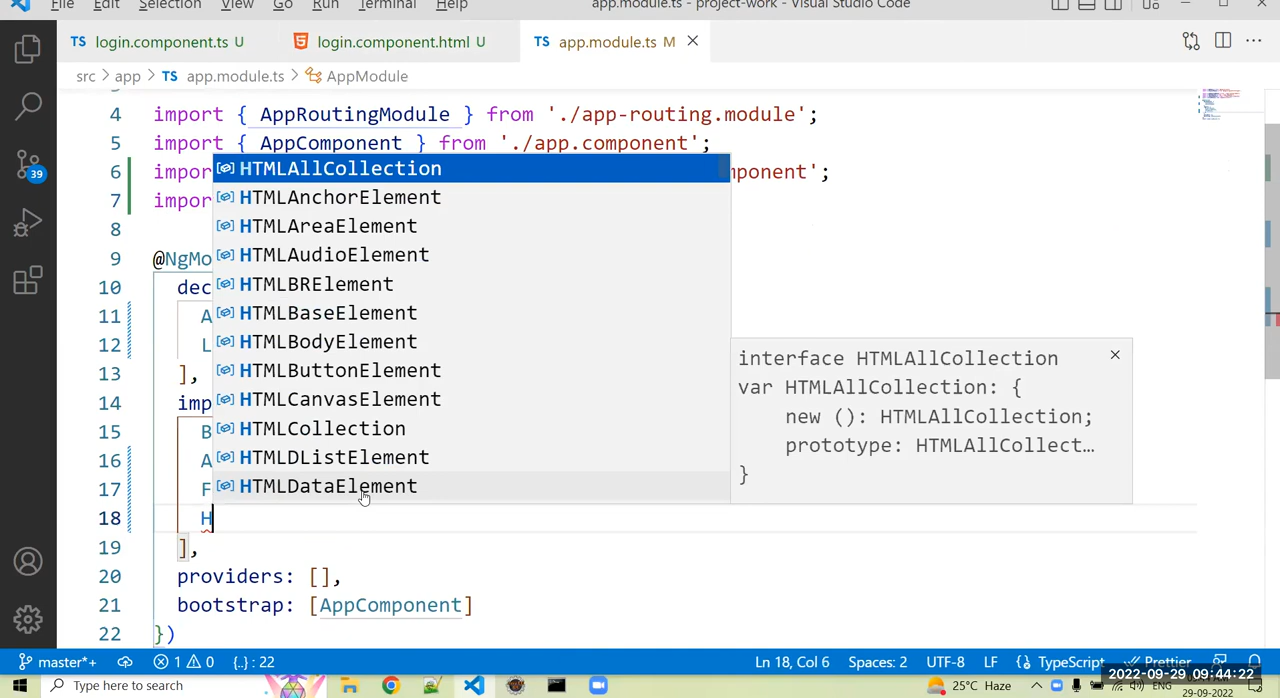 File Edit Selection View Go Run Terminal Help app.module.ts - project-work - Visual Studio Code
TS login.component.ts U login.component.html U TS app.module.ts M
src > app > TS app.module.ts > AppModule
4 import { AppRoutingModule } from './app-routing.module';
5 import { AppComponent } from './app.component';
6 impor ponent';
7 impor
8
9 @NgMo
10 dec
11 A
12 L
13 ],
14 imp
15 B
16 A
17 F
18 H
19 ],
20 providers: [],
21 bootstrap: [AppComponent]
22 })
HTMLAllCollection
HTMLAnchorElement
HTMLAreaElement
HTMLAudioElement
HTMLBRElement
HTMLBaseElement
HTMLBodyElement
HTMLButtonElement
HTMLCanvasElement
HTMLCollection
HTMLDListElement
HTMLDataElement
interface HTMLAllCollection
var HTMLAllCollection: {
new (): HTMLAllCollection;
prototype: HTMLAllCollect…
}
39
master*+ 1 0 {..} : 22 Ln 18, Col 6 Spaces: 2 UTF-8 LF TypeScript Prettier
Type here to search 25°C Haze ENG
2022-09-29 09:44:22
29-09-2022